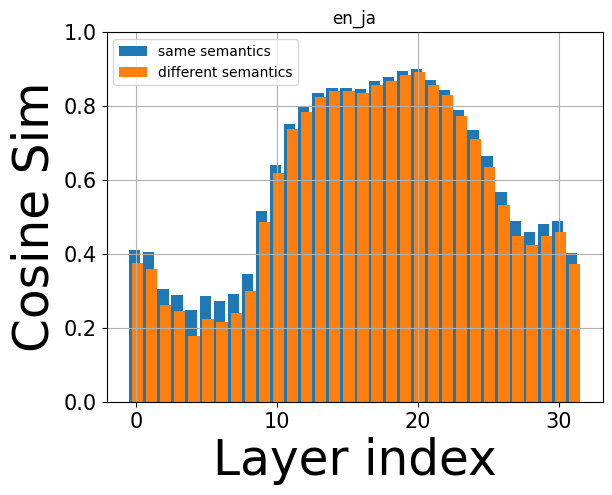 en_ja
same semantics
different semantics
1.0
0.8
0.6
0.4
0.2
0.0
Cosine Sim
0 10 20 30
Layer index